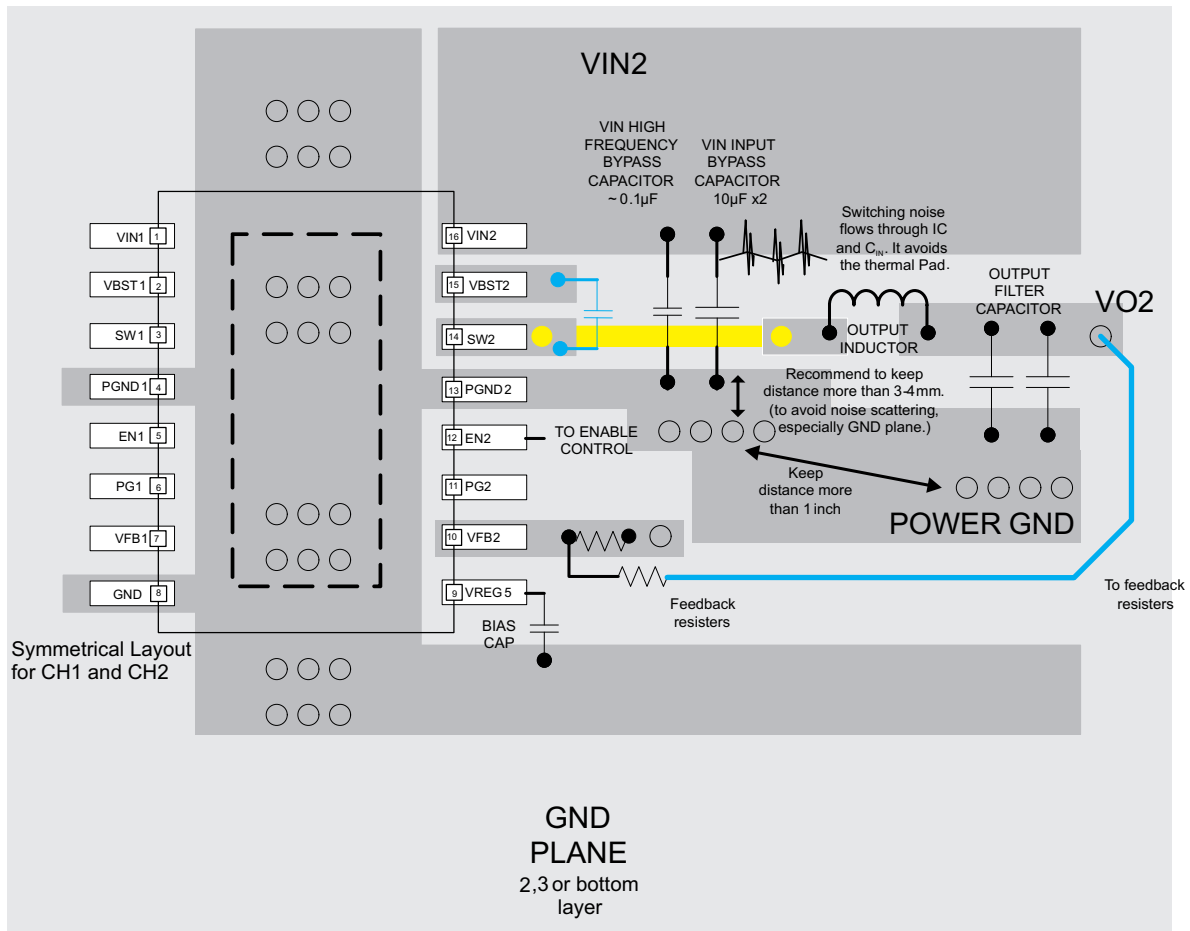 VIN2
VIN HIGH
FREQUENCY
BYPASS
CAPACITOR
~ 0.1µF
VIN INPUT
BYPASS
CAPACITOR
10µF x2
Switching noise
flows through IC
and CIN. It avoids
the thermal Pad.
OUTPUT
FILTER
CAPACITOR
VO2
OUTPUT
INDUCTOR
Recommend to keep
distance more than 3-4mm.
(to avoid noise scattering,
especially GND plane.)
Keep
distance more
than 1 inch
POWER GND
To feedback
resisters
VIN1 1
VBST1 2
SW1 3
PGND1 4
EN1 5
PG1 6
VFB1 7
GND 8
16 VIN2
15 VBST2
14 SW2
13 PGND2
12 EN2
TO ENABLE
CONTROL
11 PG2
10 VFB2
9 VREG5
Feedback
resisters
BIAS
CAP
Symmetrical Layout
for CH1 and CH2
GND
PLANE
2,3 or bottom
layer